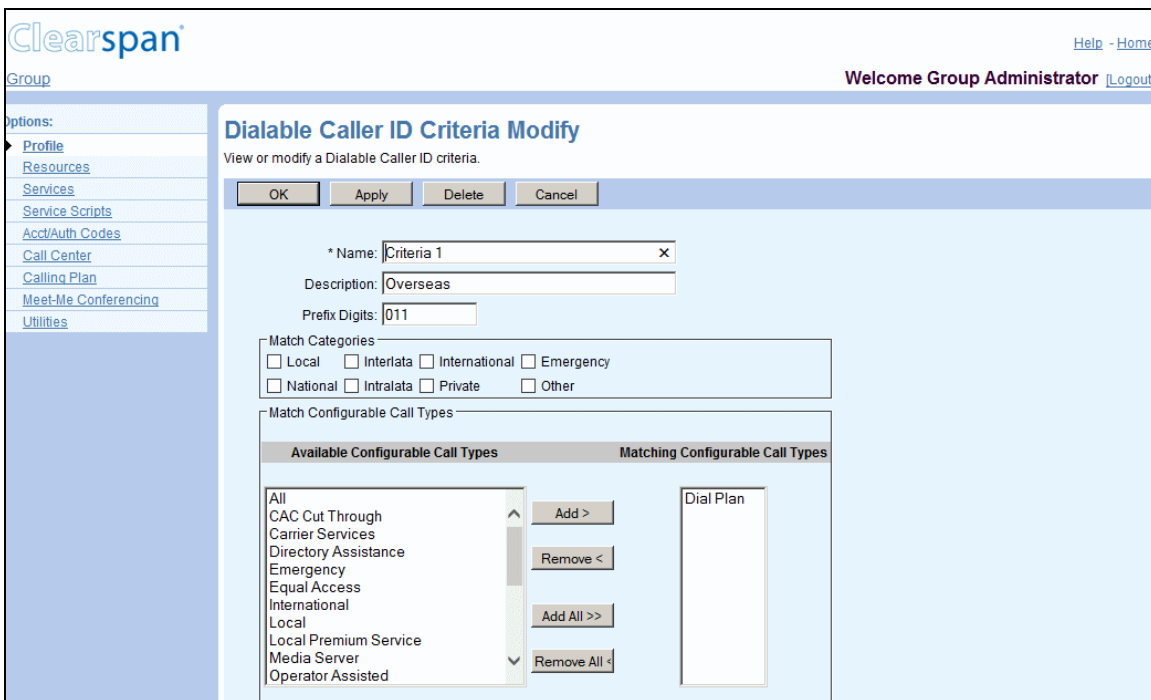 Clearspan
Help - Home
Group
Welcome Group Administrator [Logout
Options:
Profile
Resources
Services
Service Scripts
Acct/Auth Codes
Call Center
Calling Plan
Meet-Me Conferencing
Utilities
Dialable Caller ID Criteria Modify
View or modify a Dialable Caller ID criteria.
OK Apply Delete Cancel
* Name: Criteria 1
Description: Overseas
Prefix Digits: 011
Match Categories
Local Interlata International Emergency
National Intralata Private Other
Match Configurable Call Types
Available Configurable Call Types Matching Configurable Call Types
All
CAC Cut Through
Carrier Services
Directory Assistance
Emergency
Equal Access
International
Local
Local Premium Service
Media Server
Operator Assisted
Add >
Remove <
Add All >>
Remove All <
Dial Plan